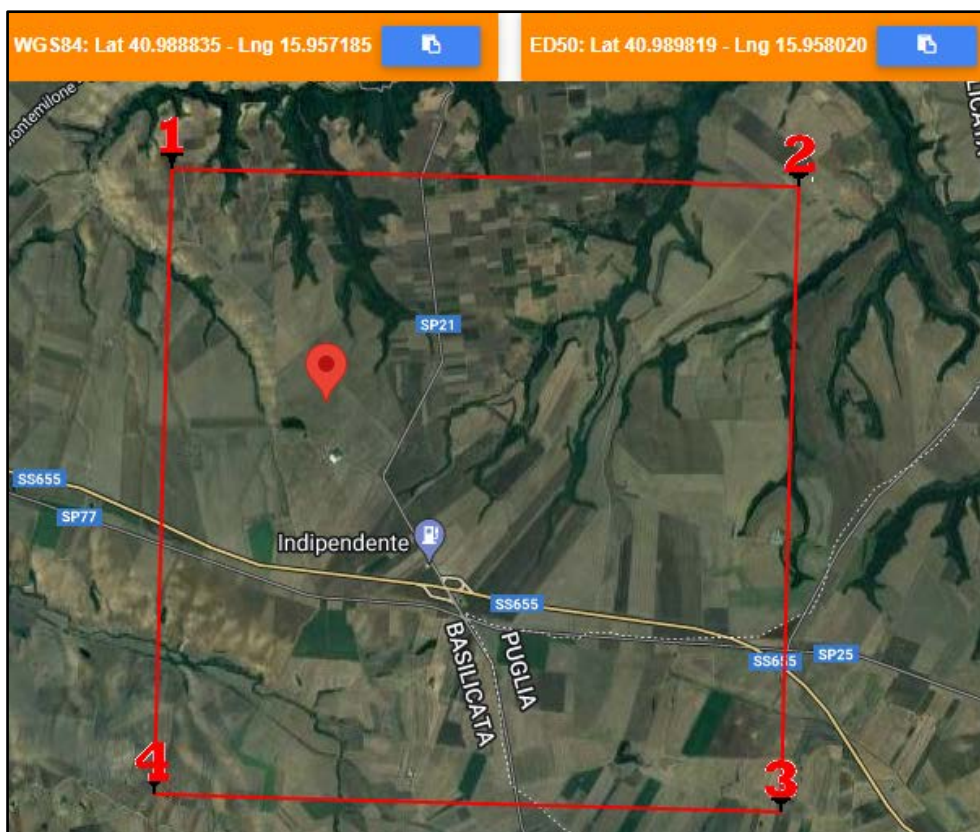 WGS84: Lat 40.988835 - Lng 15.957185
ED50: Lat 40.989819 - Lng 15.958020
Montemilone
1
2
SP21
SS655
SP77
Indipendente
SS655
BASILICATA
PUGLIA
SS655
SP25
4
3